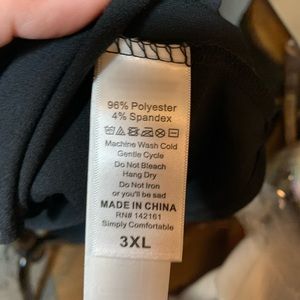 96% Polyester
4% Spandex
Machine Wash Cold
Gentle Cycle
Do Not Bleach
Hang Dry
Do Not Iron
or you'll be sad
MADE IN CHINA
RN# 142161
Simply Comfortable
3XL